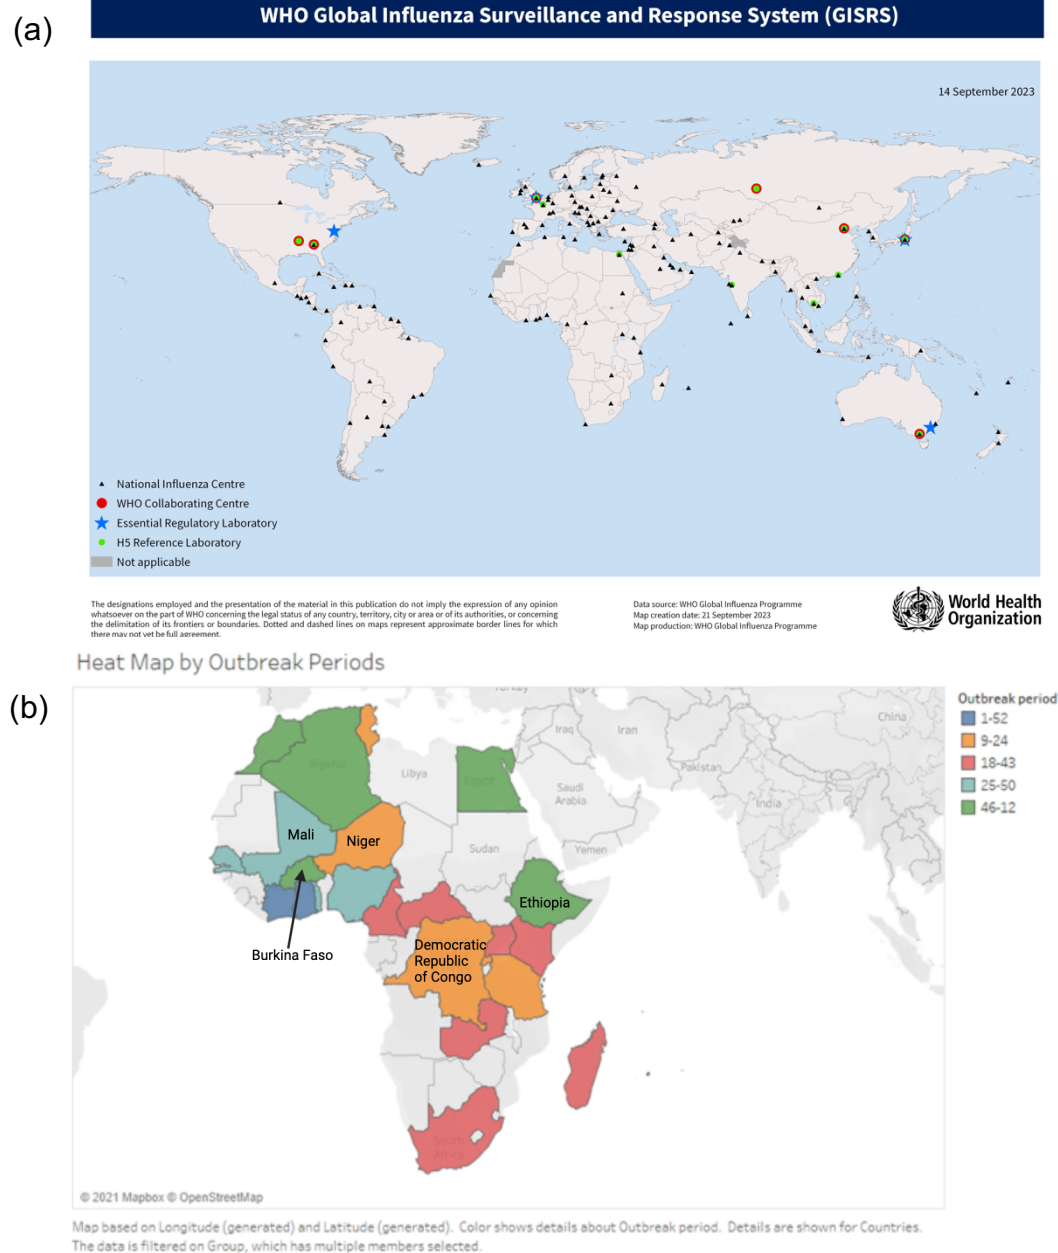 (a)
WHO Global Influenza Surveillance and Response System (GISRS)
14 September 2023
National Influenza Centre
WHO Collaborating Centre
Essential Regulatory Laboratory
H5 Reference Laboratory
Not applicable
The designations employed and the presentation of the material in this publication do not imply the expression of any opinion
whatsoever on the part of WHO concerning the legal status of any country, territory, city or area or of its authorities, or concerning
the delimitation of its frontiers or boundaries. Dotted and dashed lines on maps represent approximate border lines for which
there may not yet be full agreement.
Data source: WHO Global Influenza Programme
Map creation date: 21 September 2023
Map production: WHO Global Influenza Programme
World Health
Organization
Heat Map by Outbreak Periods
(b)
Outbreak period
1-52
9-24
18-43
25-50
46-12
Turkey
China
Iraq
Iran
Algeria
Libya
Egypt
Pakistan
Saudi
Arabia
India
Mali
Niger
Sudan
Yemen
Ethiopia
Burkina Faso
Democratic
Republic
of Congo
South
Africa
© 2021 Mapbox © OpenStreetMap
Map based on Longitude (generated) and Latitude (generated). Color shows details about Outbreak period. Details are shown for Countries.
The data is filtered on Group, which has multiple members selected.